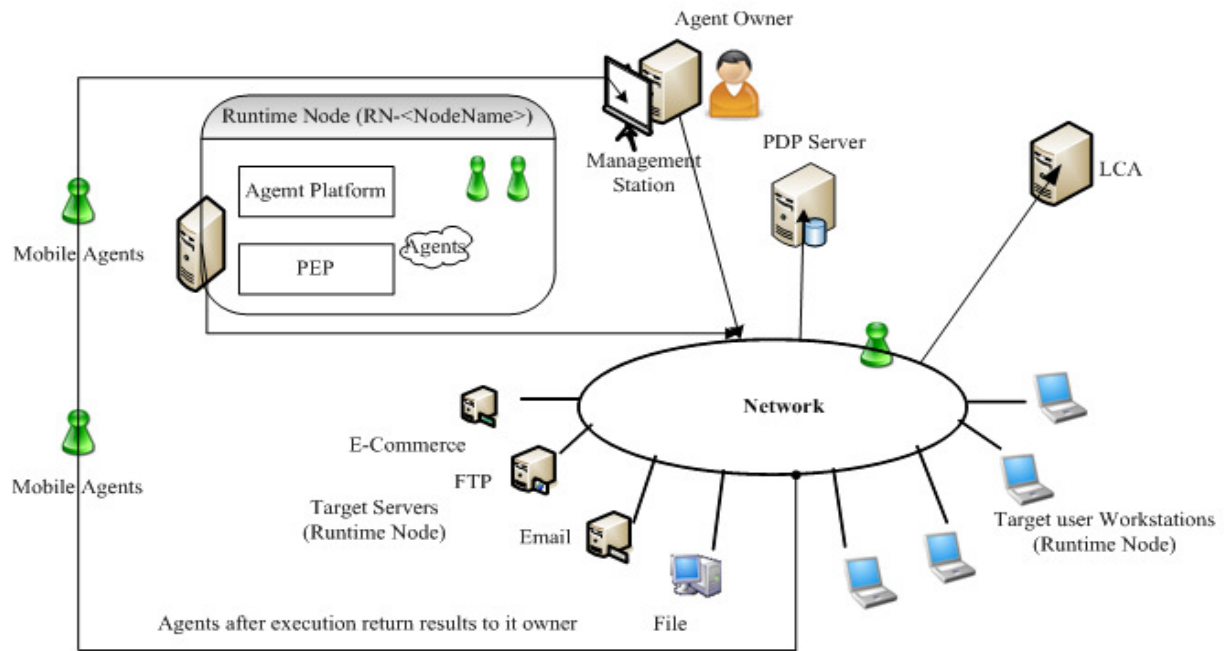 Agent Owner
Runtime Node (RN-<NodeName>)
Management
Station
PDP Server
LCA
Agemt Platform
Agents
PEP
Mobile Agents
Network
E-Commerce
FTP
Mobile Agents
Target Servers
(Runtime Node)
Email
Target user Workstations
(Runtime Node)
Agents after execution return results to it owner
File